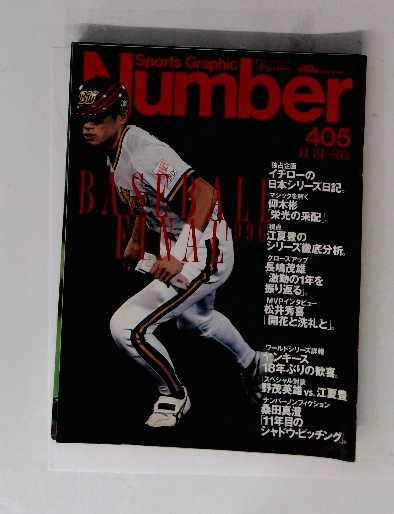 Sports Graphic
Number
405
11/21
BASEBALL
FINAL 1996
独占企画
イチローの
日本シリーズ日記。
マジックを解く
仰木彬
「栄光の采配」。
視点
江夏豊の
シリーズ徹底分析。
クローズアップ
長嶋茂雄
「激動の1年を
振り返る」。
MVPインタビュー
松井秀喜
「開花と洗礼と」。
ワールドシリーズ詳報
ヤンキース
18年ぶりの歓喜。
スペシャル対談
野茂英雄 vs. 江夏豊
ナンバーノンフィクション
桑田真澄
「11年目の
シャドウ・ピッチング」。